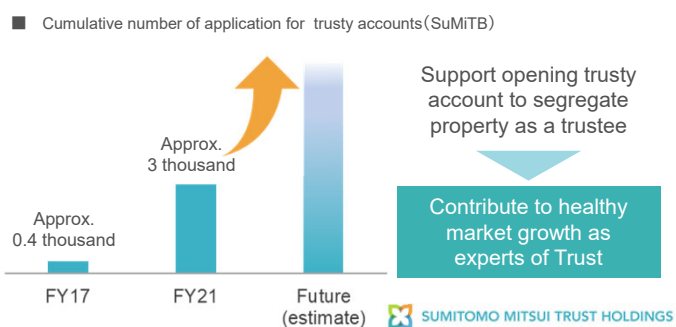 ■ Cumulative number of application for trusty accounts(SuMiTB)
Approx.
0.4 thousand
Approx.
3 thousand
FY17
FY21
Future
(estimate)
Support opening trusty
account to segregate
property as a trustee
Contribute to healthy
market growth as
experts of Trust
SUMITOMO MITSUI TRUST HOLDINGS